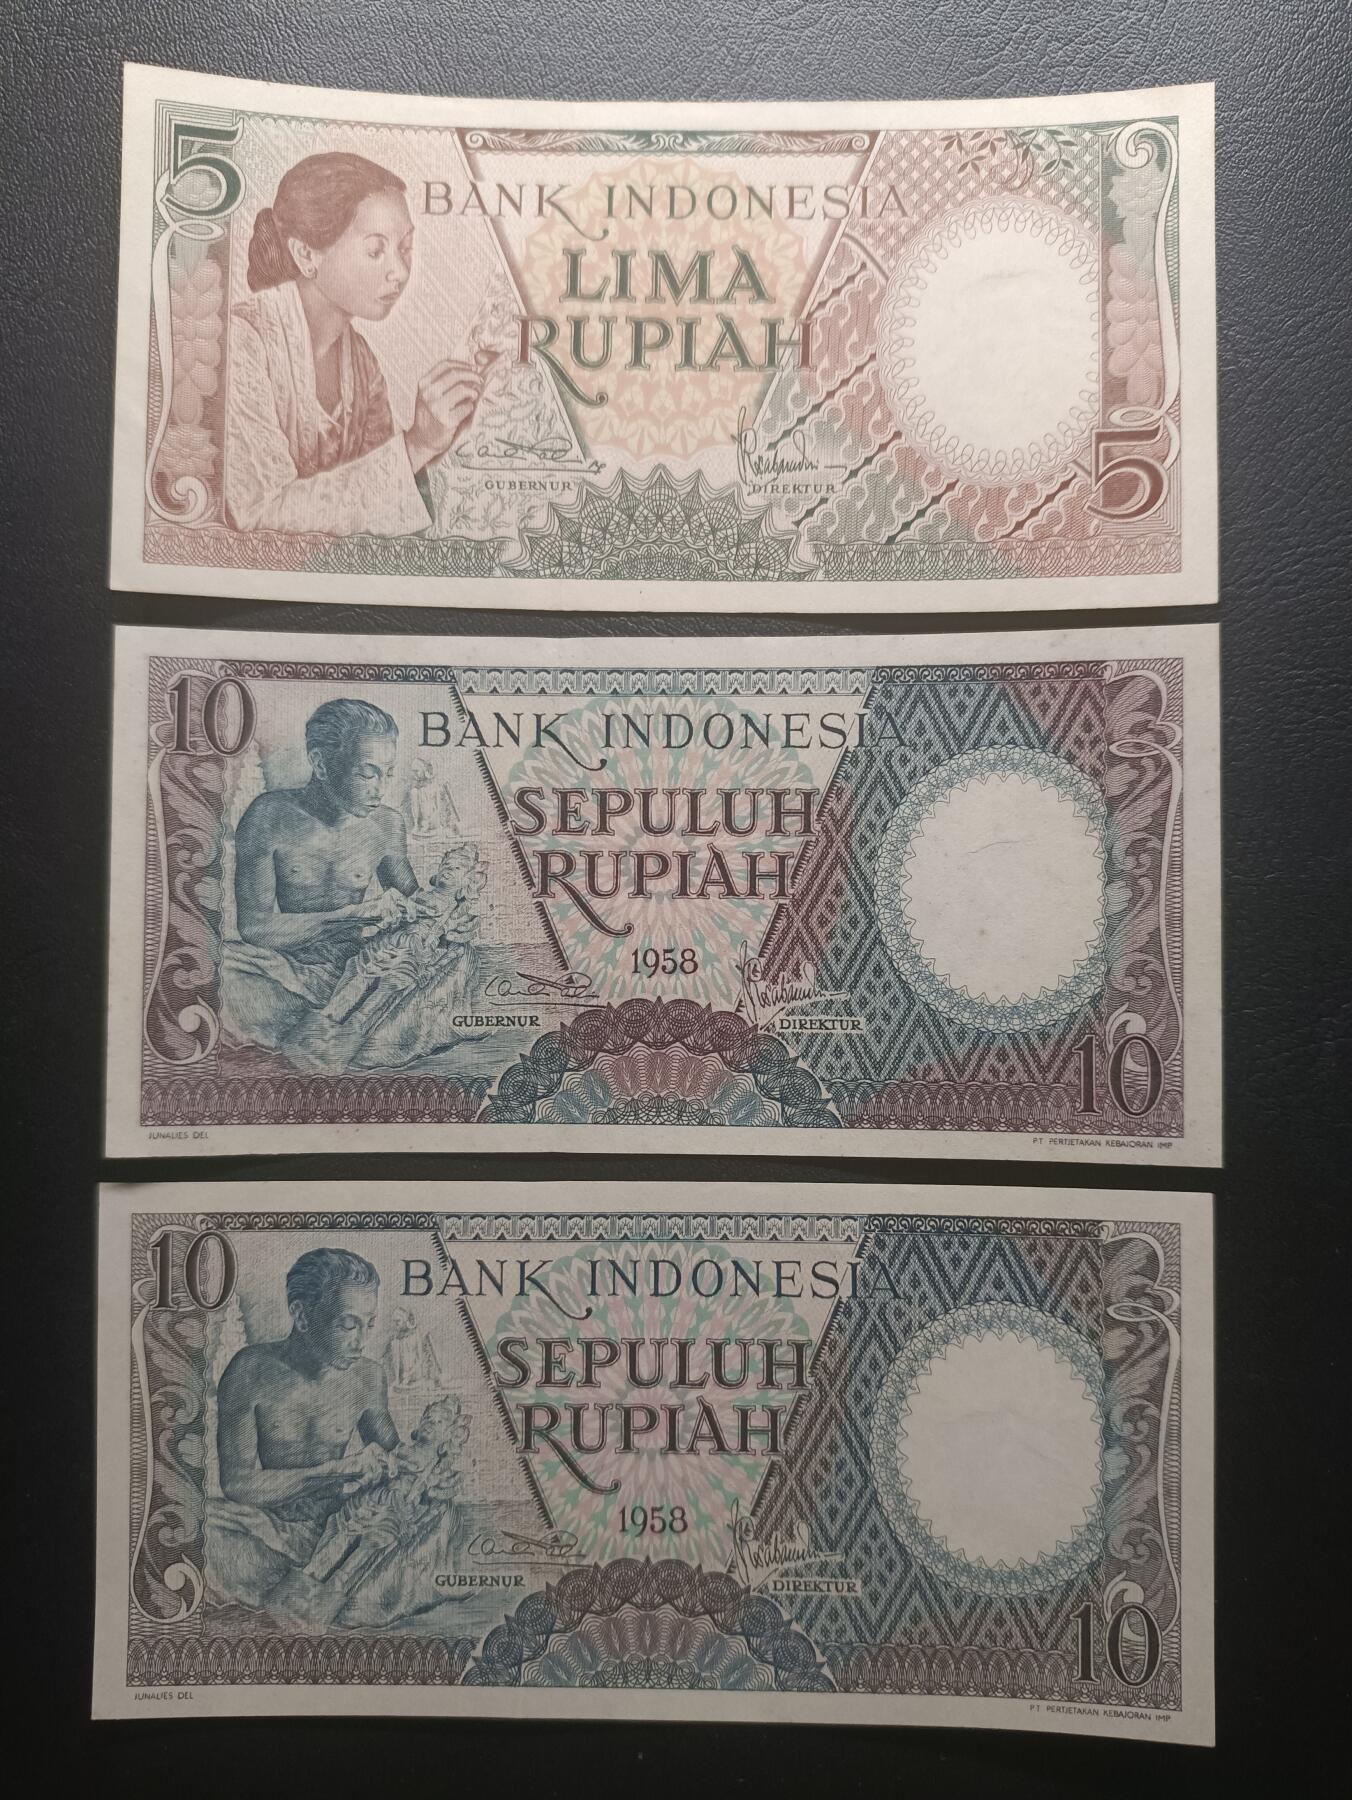 5
BANK INDONESIA
LIMA
RUPIAH
GUBERNUR
DIREKTUR
5
10
BANK INDONESIA
SEPULUH
RUPIAH
1958
GUBERNUR
DIREKTUR
10
JUNALIES DEL
PT. PERTJETAKAN KEBAJORAN IMP.
10
BANK INDONESIA
SEPULUH
RUPIAH
1958
GUBERNUR
DIREKTUR
10
JUNALIES DEL
PT. PERTJETAKAN KEBAJORAN IMP.